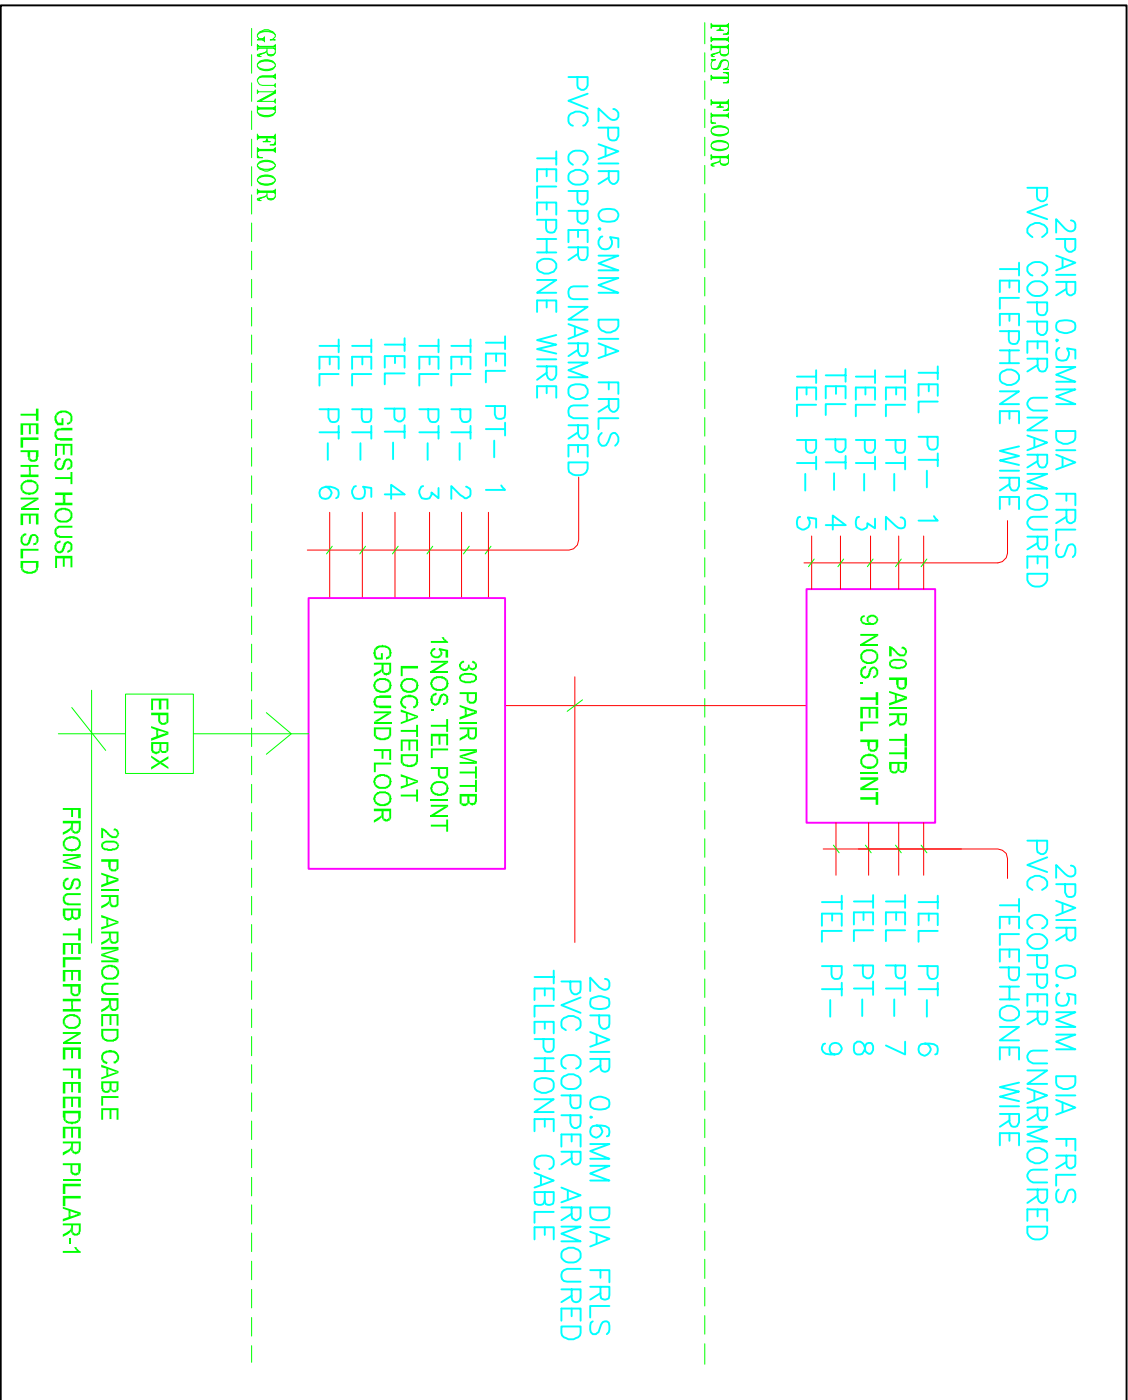 2PAIR 0.5MM DIA FRLS
PVC COPPER UNARMOURED
TELEPHONE WIRE
2PAIR 0.5MM DIA FRLS
PVC COPPER UNARMOURED
TELEPHONE WIRE
TEL PT- 1
TEL PT- 2
TEL PT- 3
TEL PT- 4
TEL PT- 5
20 PAIR TTB
9 NOS. TEL POINT
TEL PT- 6
TEL PT- 7
TEL PT- 8
TEL PT- 9
FIRST FLOOR
2PAIR 0.5MM DIA FRLS
PVC COPPER UNARMOURED
TELEPHONE WIRE
20PAIR 0.6MM DIA FRLS
PVC COPPER ARMOURED
TELEPHONE CABLE
TEL PT- 1
TEL PT- 2
TEL PT- 3
TEL PT- 4
TEL PT- 5
TEL PT- 6
30 PAIR MTTB
15NOS. TEL POINT
LOCATED AT
GROUND FLOOR
GROUND FLOOR
EPABX
20 PAIR ARMOURED CABLE
FROM SUB TELEPHONE FEEDER PILLAR-1
GUEST HOUSE
TELPHONE SLD